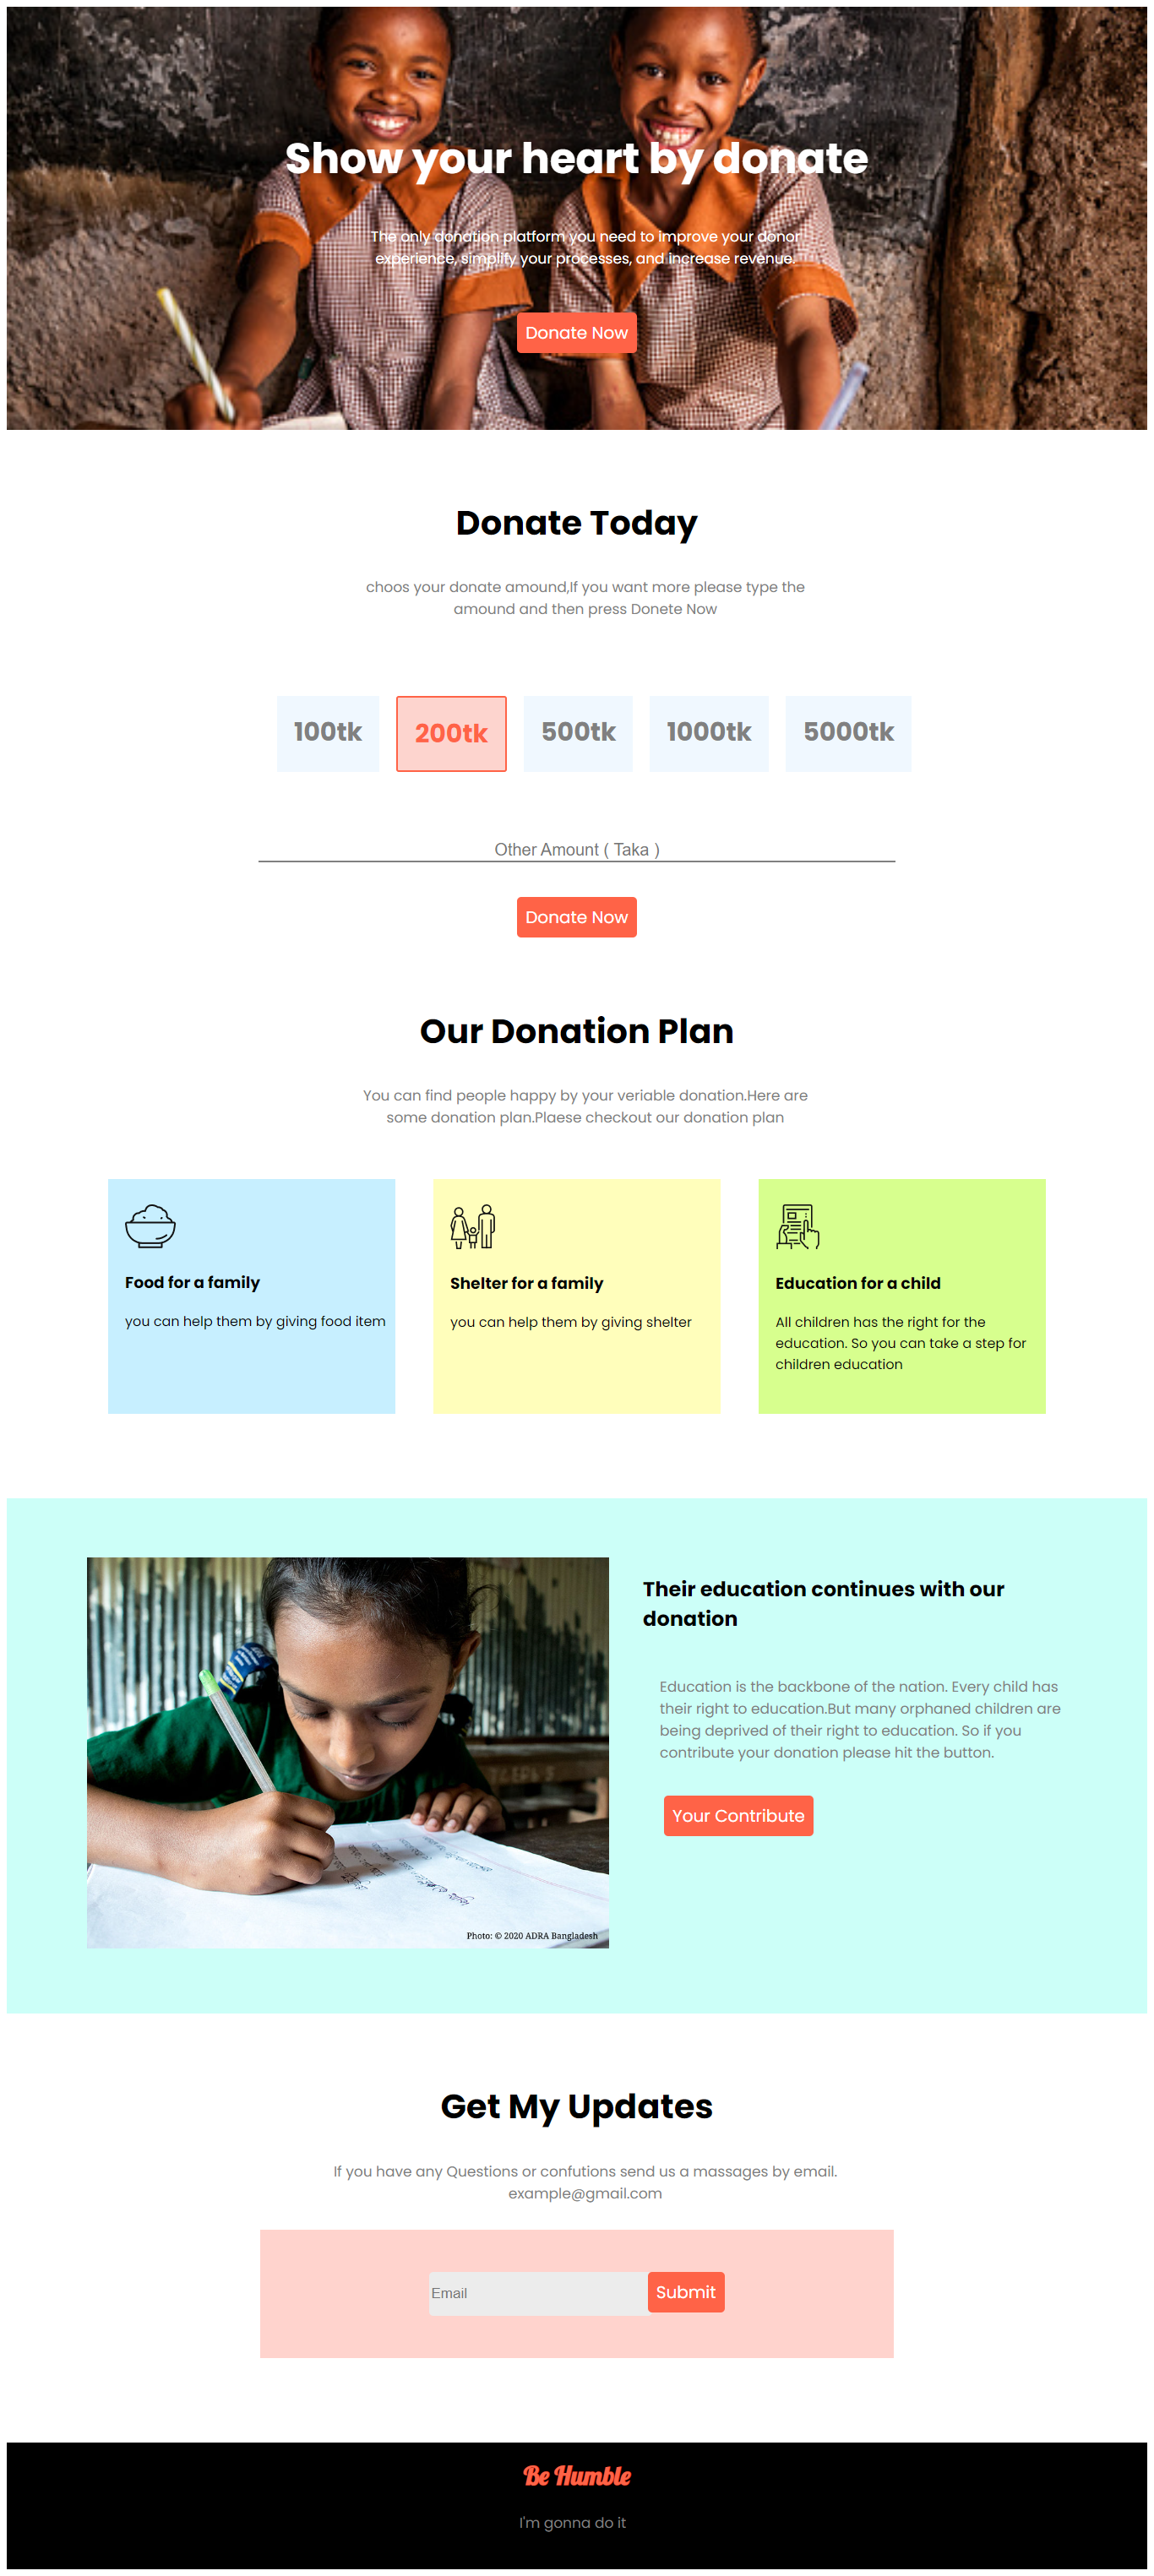 Show your heart by donate
The only donation platform you need to improve your donor
experience, simplify your processes, and increase revenue.
Donate Now
Donate Today
choos your donate amound,If you want more please type the
amound and then press Donete Now
100tk 200tk 500tk 1000tk 5000tk
Other Amount ( Taka )
Donate Now
Our Donation Plan
You can find people happy by your veriable donation.Here are
some donation plan.Plaese checkout our donation plan
Food for a family
you can help them by giving food item
Shelter for a family
you can help them by giving shelter
Education for a child
All children has the right for the
education. So you can take a step for
children education
Their education continues with our
donation
Education is the backbone of the nation. Every child has
their right to education.But many orphaned children are
being deprived of their right to education. So if you
contribute your donation please hit the button.
Your Contribute
Photo: © 2020 ADRA Bangladesh
Get My Updates
If you have any Questions or confutions send us a massages by email.
example@gmail.com
Email
Submit
Be Humble
I'm gonna do it